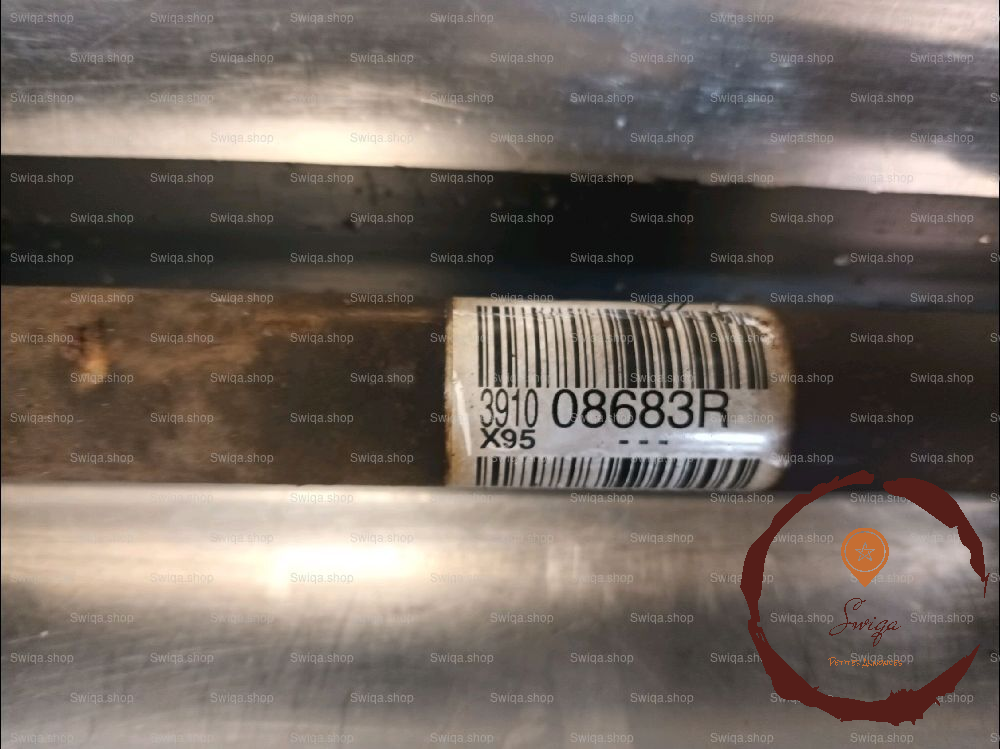 3910 08683R
X95 - - -
Swiqa
Swiqa.shop